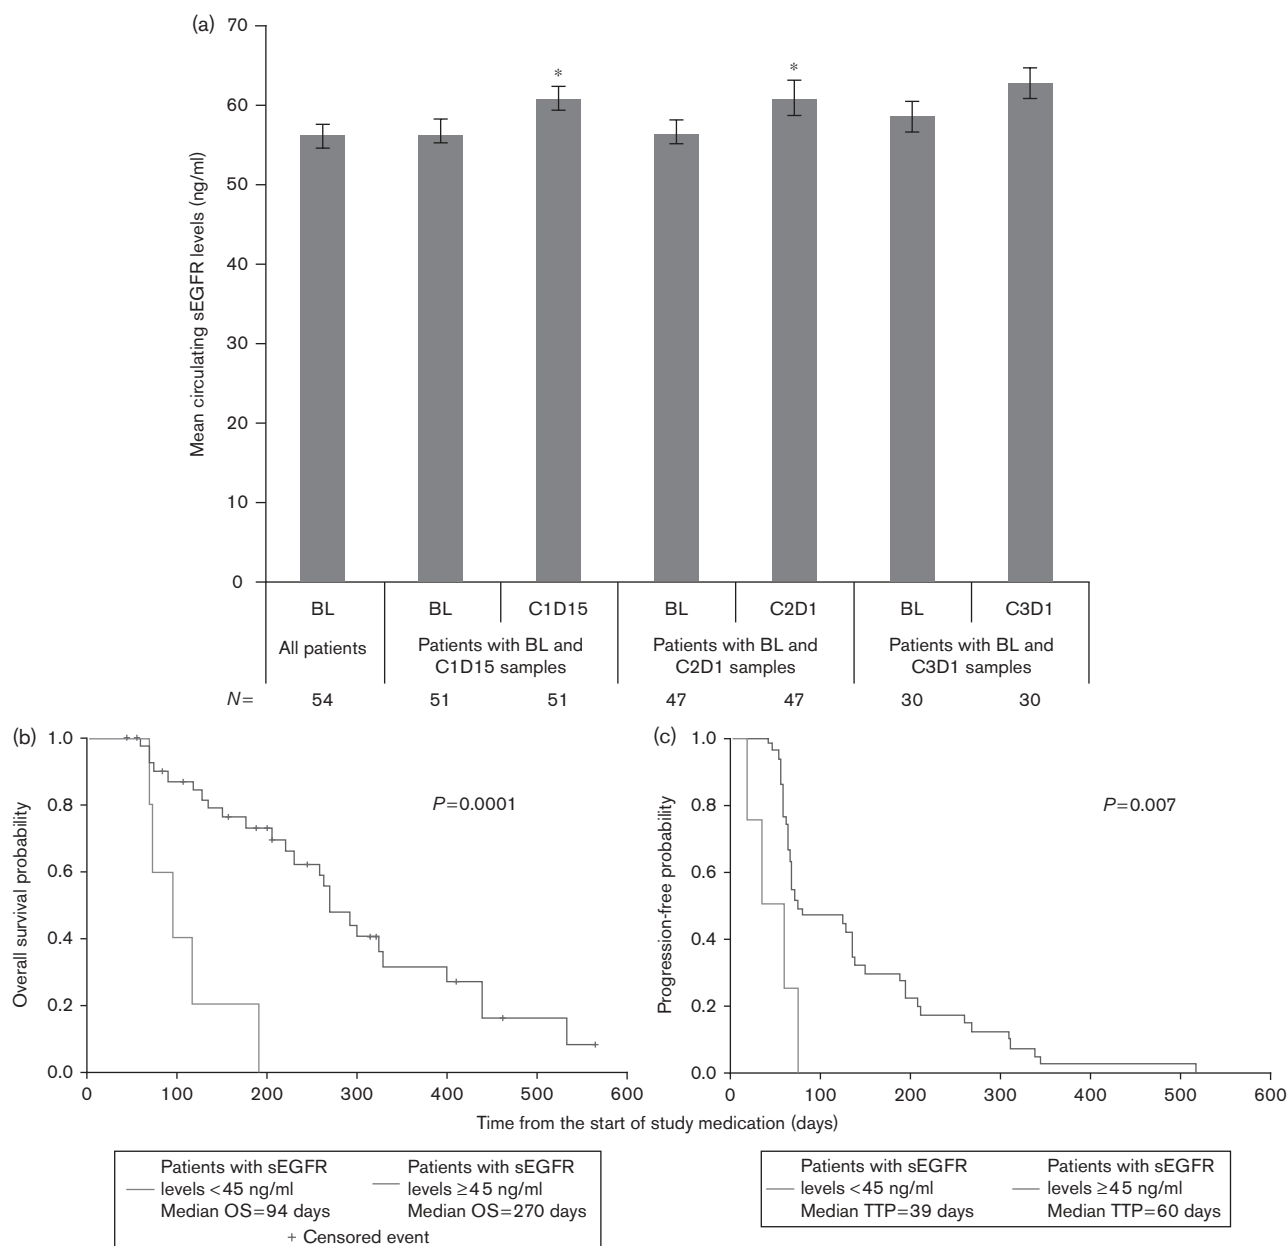 (a)
70
60
50
40
30
20
10
0
Mean circulating sEGFR levels (ng/ml)
*
*
BL BL C1D15 BL C2D1 BL C3D1
All patients Patients with BL and C1D15 samples Patients with BL and C2D1 samples Patients with BL and C3D1 samples
N= 54 51 51 47 47 30 30
(b)
1.0
0.8
0.6
0.4
0.2
0.0
Overall survival probability
P=0.0001
0 100 200 300 400 500 600
(c)
1.0
0.8
0.6
0.4
0.2
0.0
Progression-free probability
P=0.007
0 100 200 300 400 500 600
Time from the start of study medication (days)
Patients with sEGFR
levels <45 ng/ml
Median OS=94 days
Patients with sEGFR
levels ≥45 ng/ml
Median OS=270 days
+ Censored event
Patients with sEGFR
levels <45 ng/ml
Median TTP=39 days
Patients with sEGFR
levels ≥45 ng/ml
Median TTP=60 days